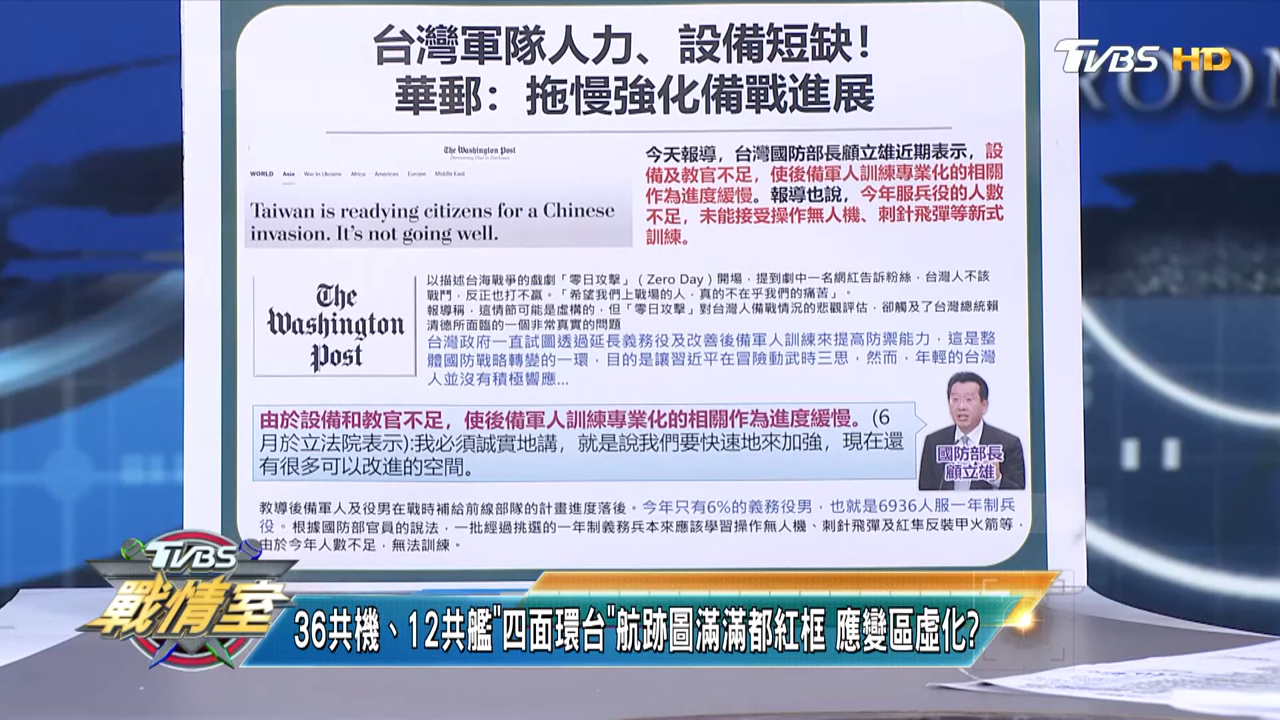 台灣軍隊人力、設備短缺!
華郵：拖慢強化備戰進展
TVBS HD
ROOM
The Washington Post
Democracy Dies in Darkness
WORLD Asia War in Ukraine Africa Americas Europe Middle East
Taiwan is readying citizens for a Chinese
invasion. It's not going well.
今天報導，台灣國防部長顧立雄近期表示，設
備及教官不足，使後備軍人訓練專業化的相關
作為進度緩慢。報導也說，今年服兵役的人數
不足，未能接受操作無人機、刺針飛彈等新式
訓練。
The
Washington
Post
以描述台海戰爭的戲劇「零日攻擊」（Zero Day）開場，提到劇中一名網紅告訴粉絲，台灣人不該
戰鬥，反正也打不贏。「希望我們上戰場的人，真的不在乎我們的痛苦」。
報導稱，這情節可能是虛構的，但「零日攻擊」對台灣人備戰情況的悲觀評估，卻觸及了台灣總統賴
清德所面臨的一個非常真實的問題
台灣政府一直試圖透過延長義務役及改善後備軍人訓練來提高防禦能力，這是整
體國防戰略轉變的一環，目的是讓習近平在冒險動武時三思，然而，年輕的台灣
人並沒有積極響應...
由於設備和教官不足，使後備軍人訓練專業化的相關作為進度緩慢。(6
月於立法院表示):我必須誠實地講，就是說我們要快速地來加強，現在還
有很多可以改進的空間。
國防部長
顧立雄
教導後備軍人及役男在戰時補給前線部隊的計畫進度落後。今年只有6%的義務役男，也就是6936人服一年制兵
役。根據國防部官員的說法，一批經過挑選的一年制義務兵本來應該學習操作無人機、刺針飛彈及紅隼反裝甲火箭等，
由於今年人數不足，無法訓練。
TVBS
戰情室
36共機、12共艦"四面環台"航跡圖滿滿都紅框 應變區虛化?